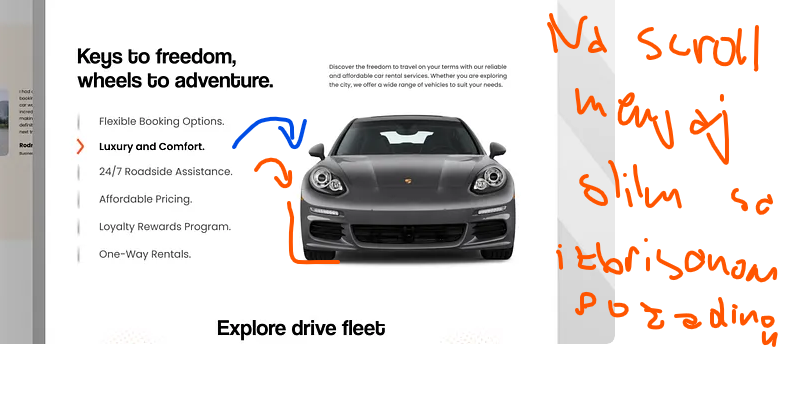 Keys to freedom,
wheels to adventure.
Discover the freedom to travel on your terms with our reliable
and affordable car rental services. Whether you are exploring
the city, we offer a wide range of vehicles to suit your needs.
Flexible Booking Options.
Luxury and Comfort.
24/7 Roadside Assistance.
Affordable Pricing.
Loyalty Rewards Program.
One-Way Rentals.
Explore drive fleet
Na scroll
menjaj
sa
izbrisanom
pozadinou